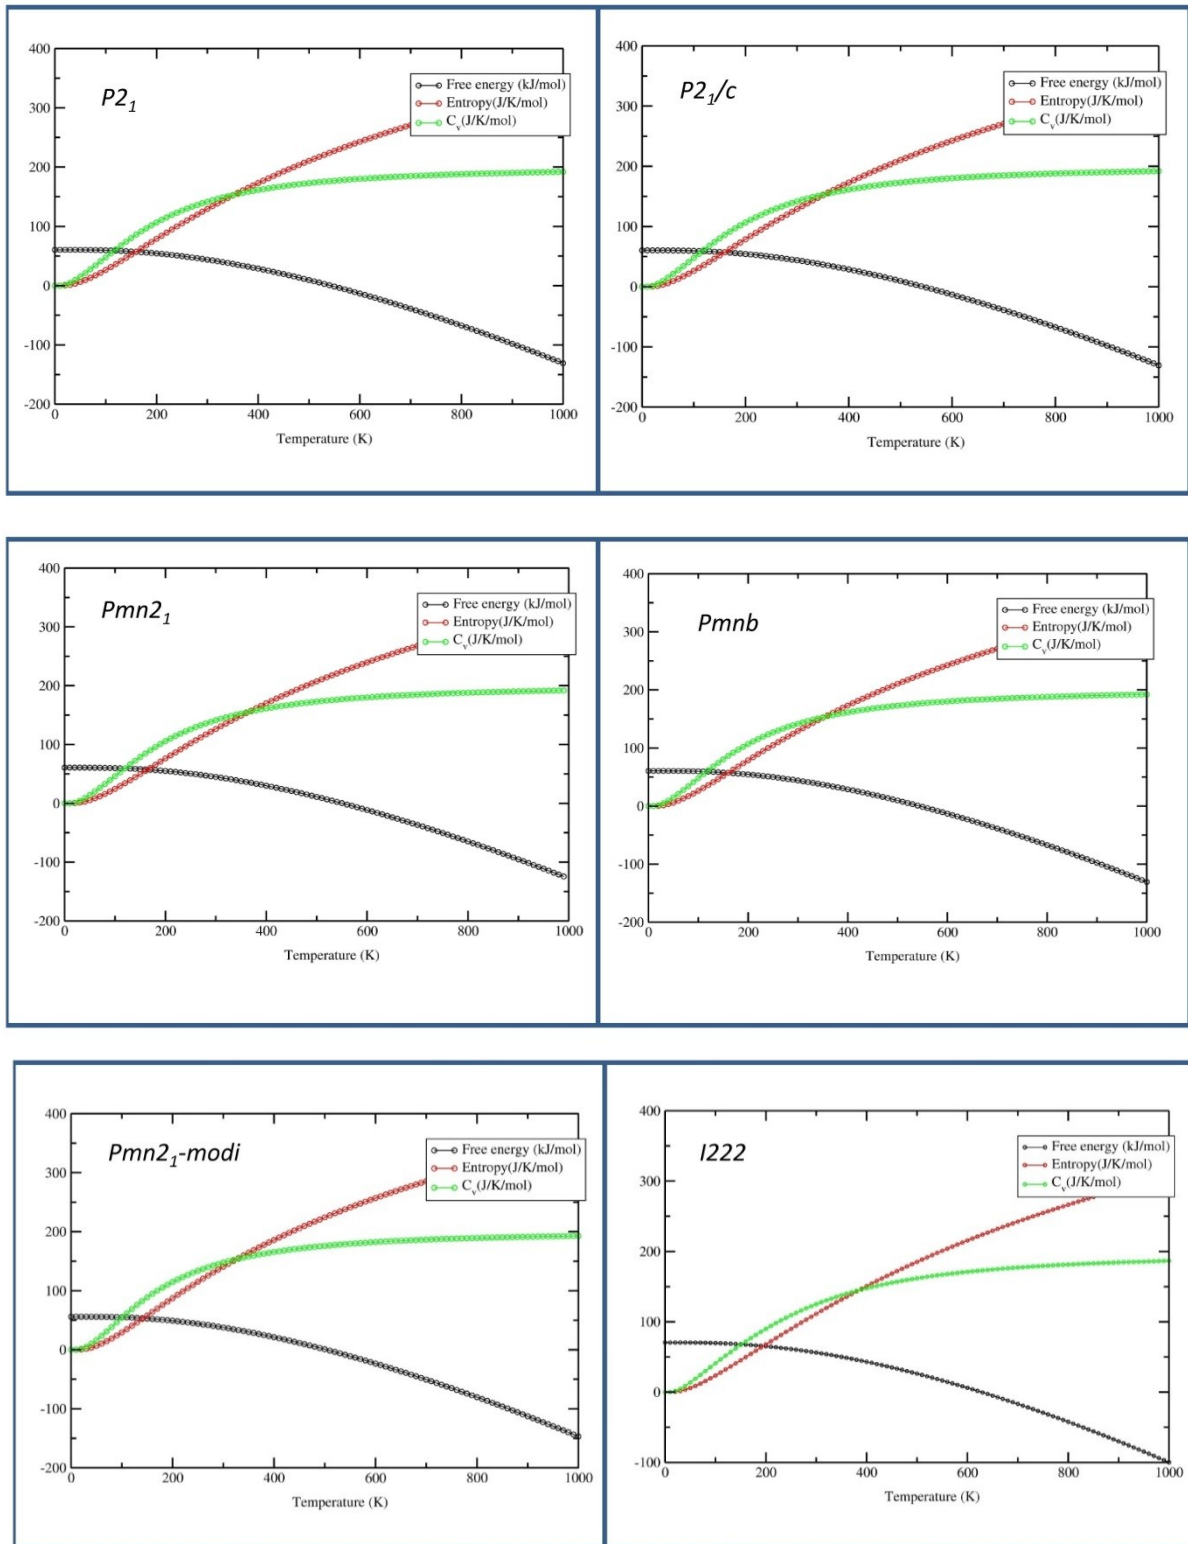 P2₁
400
300
200
100
0
-100
-200
0 200 400 600 800 1000
Temperature (K)
Free energy (kJ/mol)
Entropy(J/K/mol)
Cᵥ(J/K/mol)
P2₁/c
400
300
200
100
0
-100
-200
0 200 400 600 800 1000
Temperature (K)
Free energy (kJ/mol)
Entropy(J/K/mol)
Cᵥ(J/K/mol)
Pmn2₁
400
300
200
100
0
-100
-200
0 200 400 600 800 1000
Temperature (K)
Free energy (kJ/mol)
Entropy(J/K/mol)
Cᵥ(J/K/mol)
Pmnb
400
300
200
100
0
-100
-200
0 200 400 600 800 1000
Temperature (K)
Free energy (kJ/mol)
Entropy(J/K/mol)
Cᵥ(J/K/mol)
Pmn2₁-modi
400
300
200
100
0
-100
-200
0 200 400 600 800 1000
Temperature (K)
Free energy (kJ/mol)
Entropy(J/K/mol)
Cᵥ(J/K/mol)
I222
400
300
200
100
0
-100
0 200 400 600 800 1000
Temperature (K)
Free energy (kJ/mol)
Entropy(J/K/mol)
Cᵥ(J/K/mol)